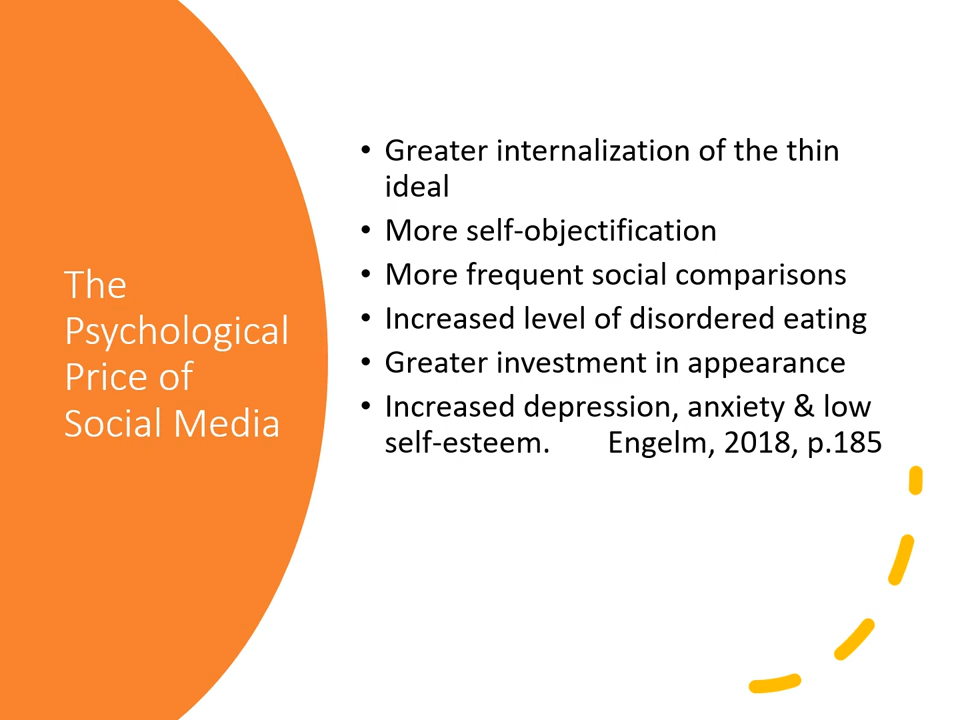 The
Psychological
Price of
Social Media
• Greater internalization of the thin
ideal
• More self-objectification
• More frequent social comparisons
• Increased level of disordered eating
• Greater investment in appearance
• Increased depression, anxiety & low
self-esteem. Engelm, 2018, p.185